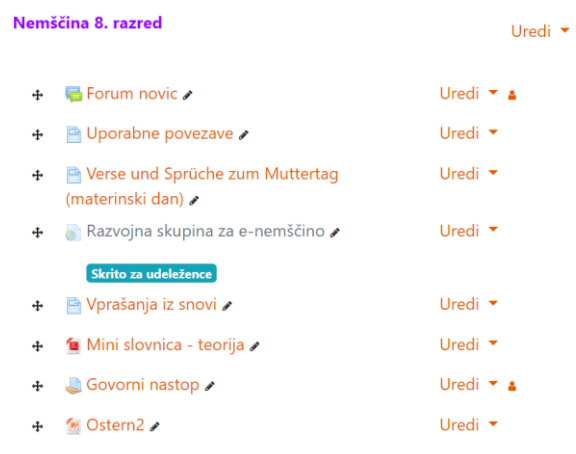 Nemščina 8. razred
Uredi
Forum novic Uredi
Uporabne povezave Uredi
Verse und Sprüche zum Muttertag Uredi
(materinski dan)
Razvojna skupina za e-nemščino Uredi
Skrito za udeležence
Vprašanja iz snovi Uredi
Mini slovnica - teorija Uredi
Govorni nastop Uredi
Ostern2 Uredi